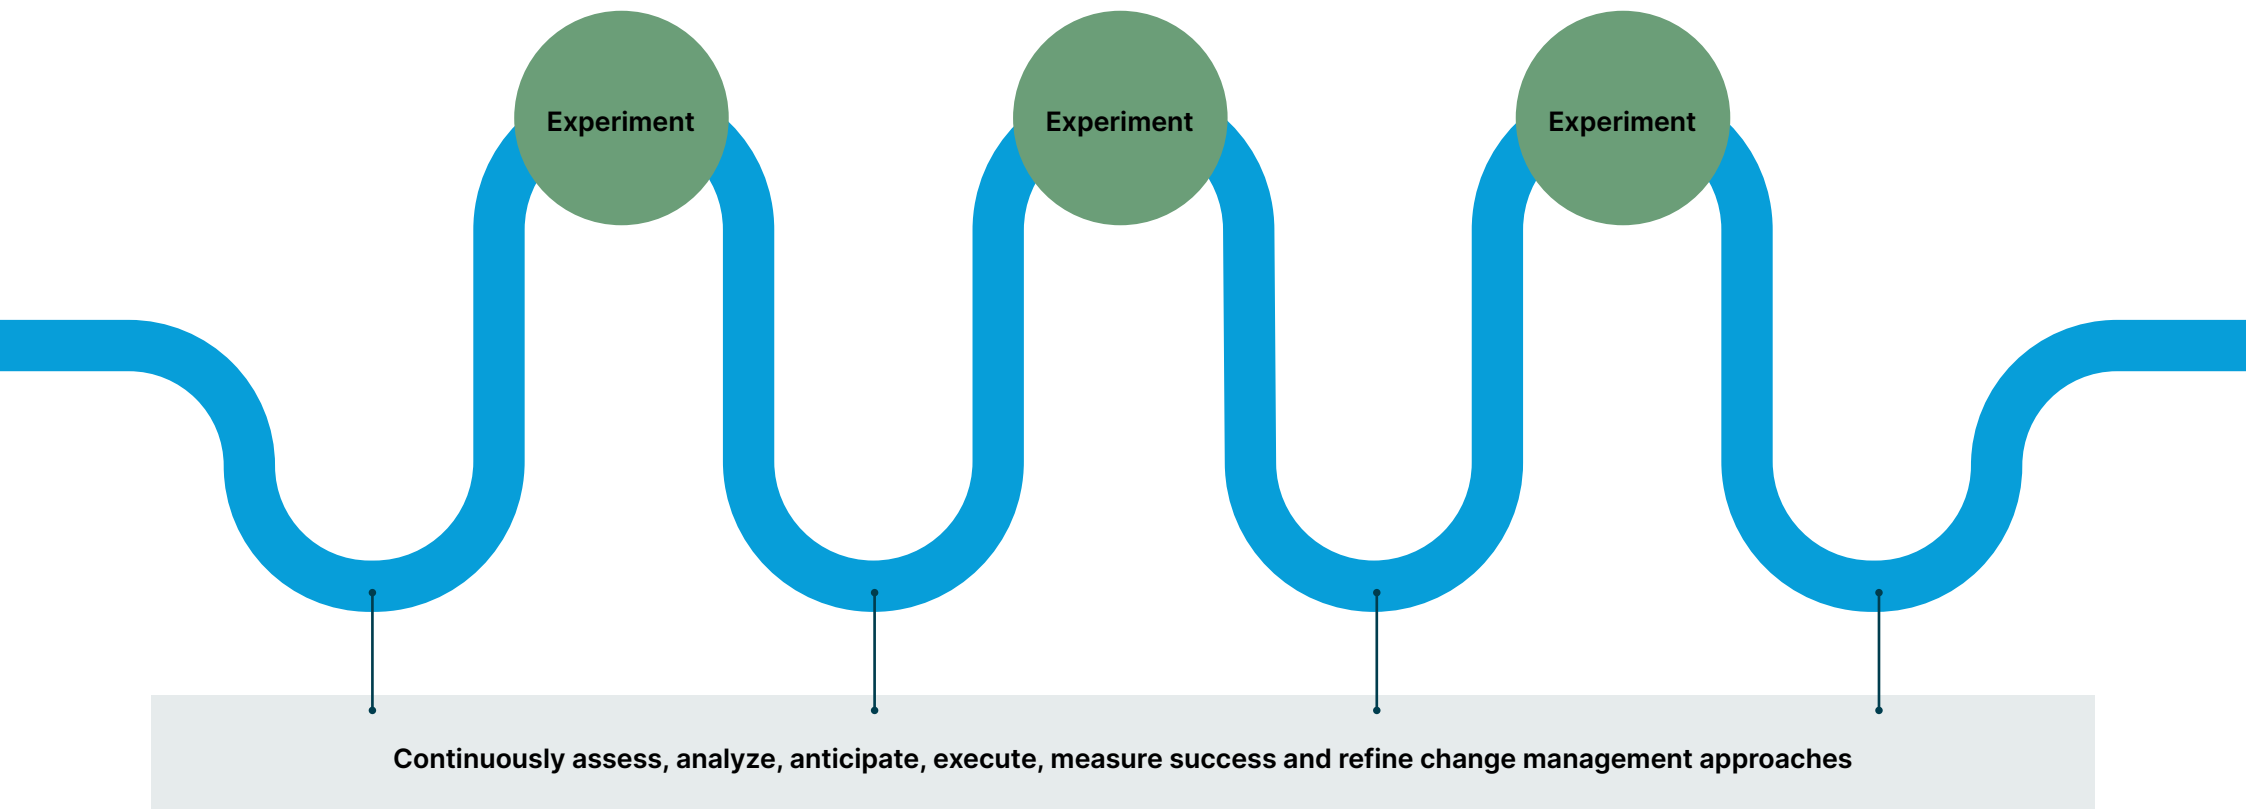 Experiment
Experiment
Experiment
Continuously assess, analyze, anticipate, execute, measure success and refine change management approaches